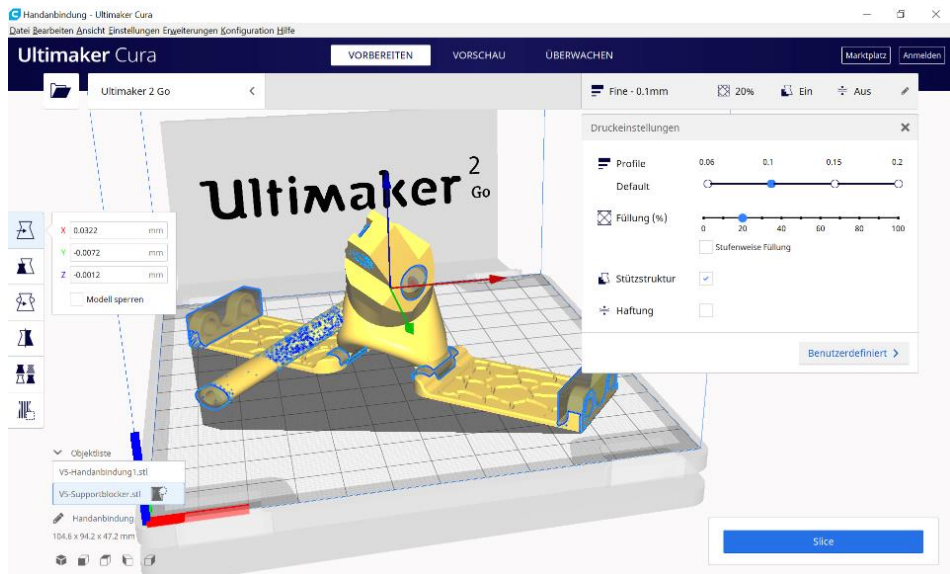 Handanbindung - Ultimaker Cura
Datei Bearbeiten Ansicht Einstellungen Erweiterungen Konfiguration Hilfe
Ultimaker Cura
VORBEREITEN
VORSCHAU
ÜBERWACHEN
Marktplatz
Anmelden
Ultimaker 2 Go
Fine - 0.1mm
20%
Ein
Aus
Druckeinstellungen
Profile
0.06 0.1 0.15 0.2
Default
Füllung (%)
0 20 40 60 80 100
Stufenweise Füllung
Stützstruktur
Haftung
Benutzerdefiniert
Ultimaker 2 Go
X 0.0322 mm
Y -0.0072 mm
Z -0.0012 mm
Modell sperren
Objektliste
V5-Handanbindung1.stl
V5-Supportblocker.stl
Handanbindung
104.6 x 94.2 x 47.2 mm
Slice